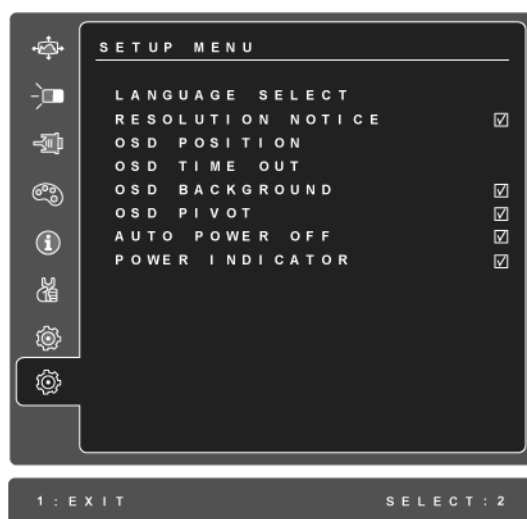 SETUP MENU
LANGUAGE SELECT
RESOLUTION NOTICE
OSD POSITION
OSD TIME OUT
OSD BACKGROUND
OSD PIVOT
AUTO POWER OFF
POWER INDICATOR
1:EXIT SELECT:2